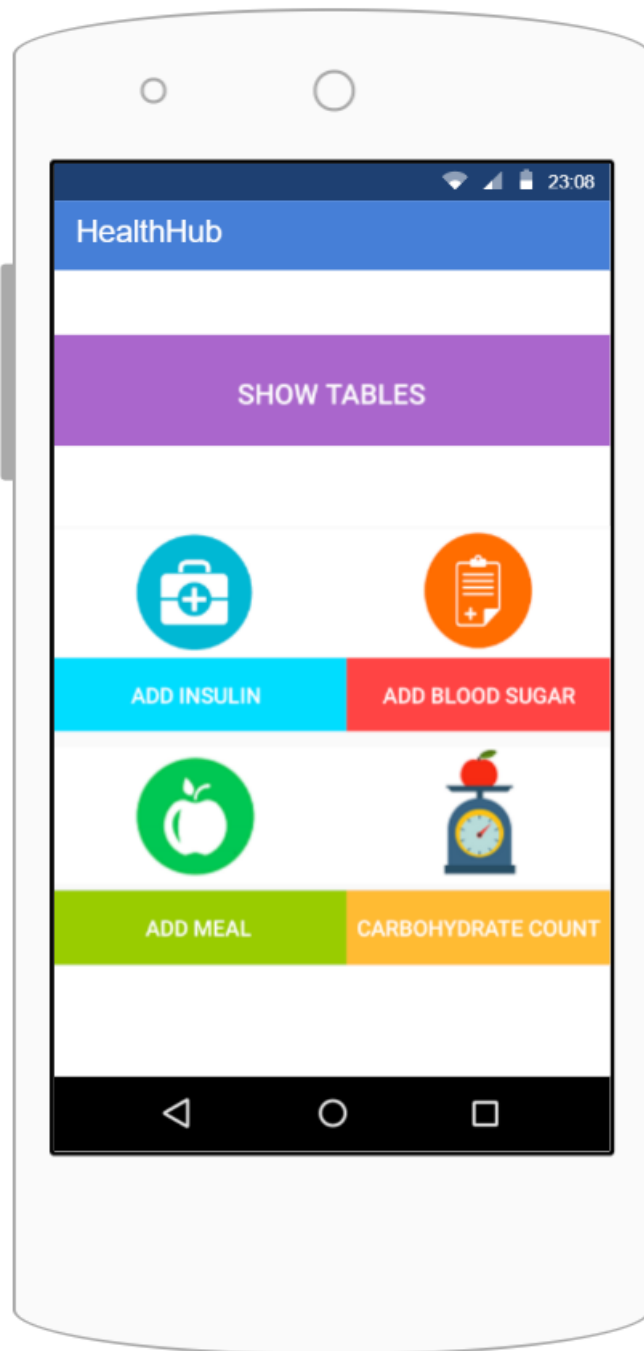 23:08
HealthHub
SHOW TABLES
ADD INSULIN
ADD BLOOD SUGAR
ADD MEAL
CARBOHYDRATE COUNT